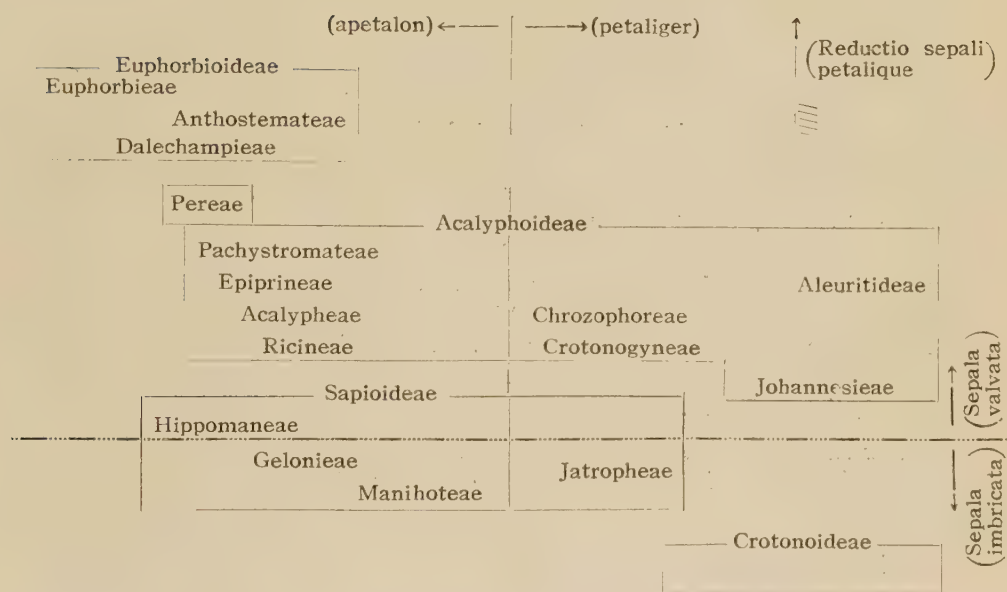 (apetalon) ←—— ——→ (petaliger)
(Reductio sepali
petalique)
Euphorbioideae
Euphorbieae
Anthostemateae
Dalechampieae
Pereae
Acalyphoideae
Pachystromateae
Epiprineae
Aleuritideae
Acalypheae Chrozophoreae
Ricineae Crotonogyneae
Johannesieae
(Sepala
valvata)
Sapioideae
Hippomaneae
Gelonieae Jatropheae
Manihoteae
(Sepala
imbricata)
Crotonoideae